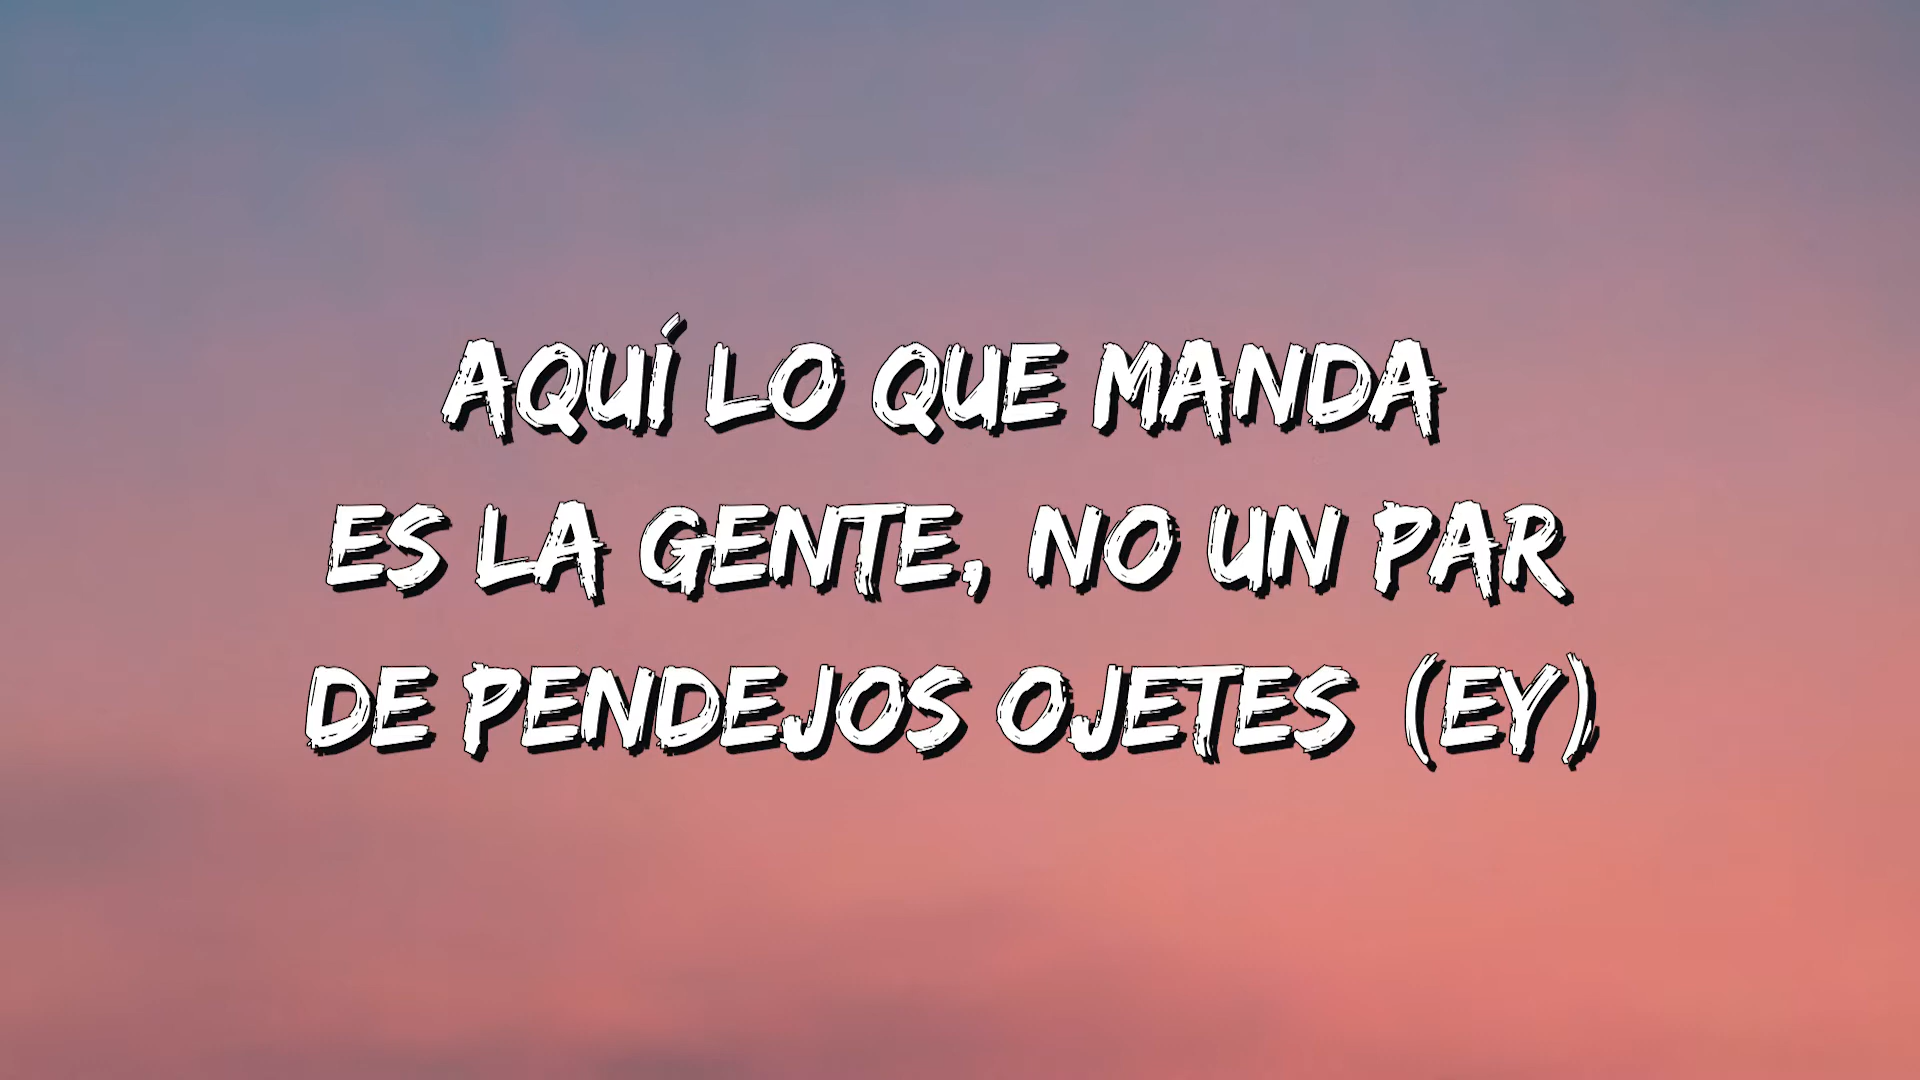 AQUÍ LO QUE MANDA
ES LA GENTE, NO UN PAR
DE PENDEJOS OJETES (EY)